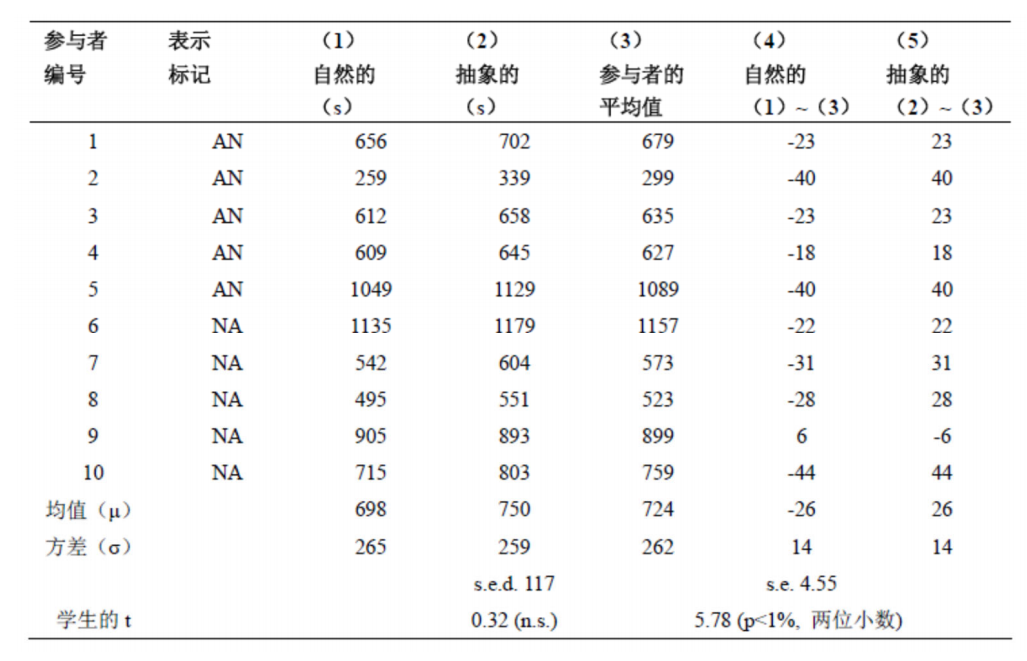 参与者 表示 （1） （2） （3） （4） （5）
编号 标记 自然的 抽象的 参与者的 自然的 抽象的
（s） （s） 平均值 （1）~（3） （2）~（3）
1 AN 656 702 679 -23 23
2 AN 259 339 299 -40 40
3 AN 612 658 635 -23 23
4 AN 609 645 627 -18 18
5 AN 1049 1129 1089 -40 40
6 NA 1135 1179 1157 -22 22
7 NA 542 604 573 -31 31
8 NA 495 551 523 -28 28
9 NA 905 893 899 6 -6
10 NA 715 803 759 -44 44
均值（μ） 698 750 724 -26 26
方差（σ） 265 259 262 14 14
s.e.d. 117 s.e. 4.55
学生的 t 0.32 (n.s.) 5.78 (p<1%, 两位小数)